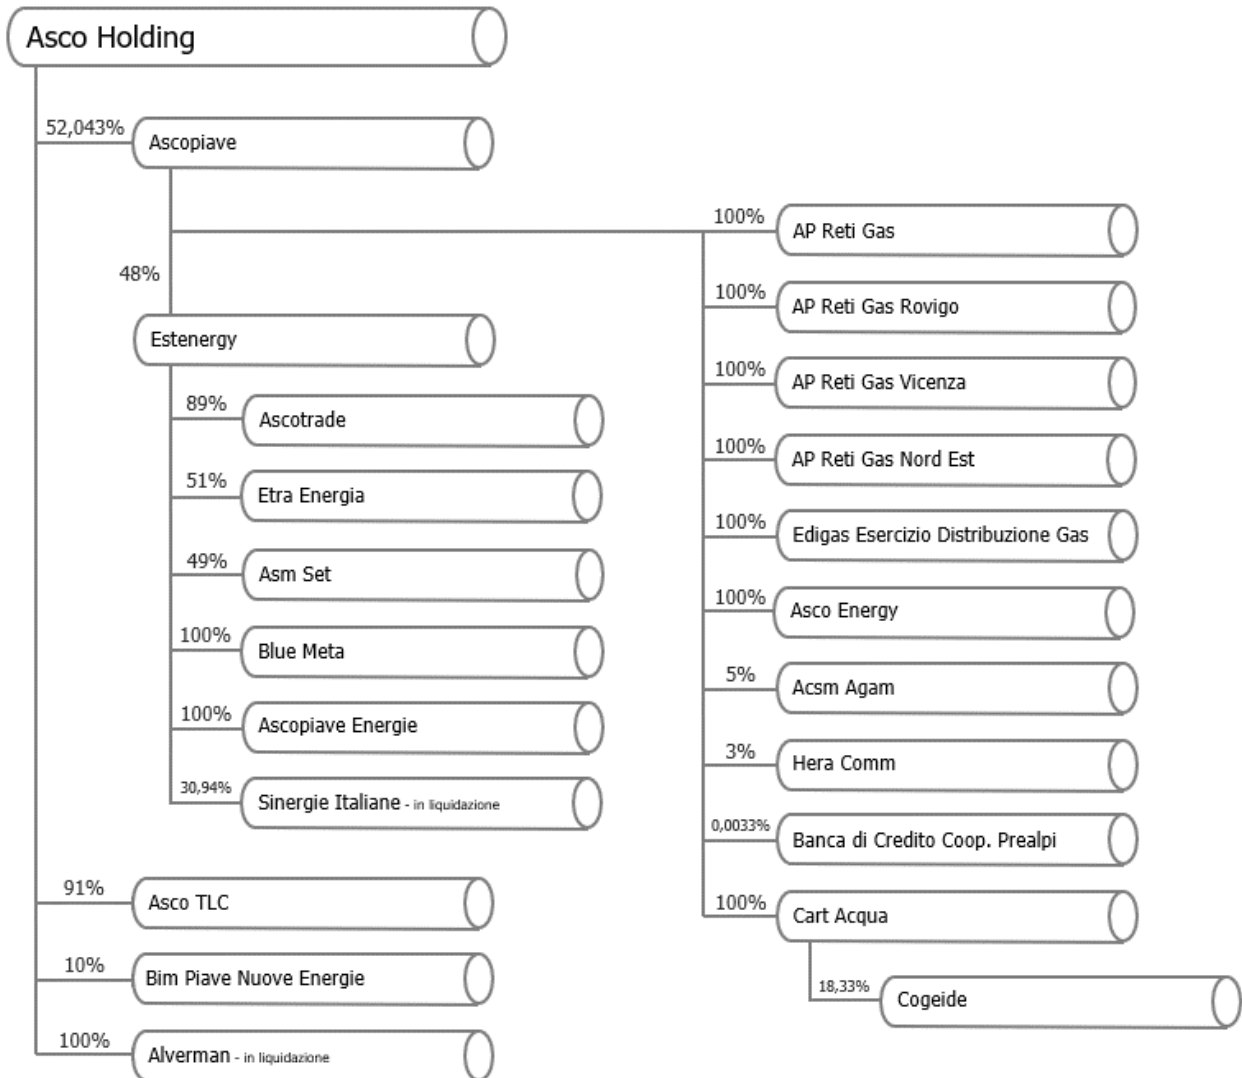 Asco Holding
52,043%
Ascopiave
48%
Estenergy
89%
Ascotrade
51%
Etra Energia
49%
Asm Set
100%
Blue Meta
100%
Ascopiave Energie
30,94%
Sinergie Italiane - in liquidazione
91%
Asco TLC
10%
Bim Piave Nuove Energie
100%
Alverman - in liquidazione
100%
AP Reti Gas
100%
AP Reti Gas Rovigo
100%
AP Reti Gas Vicenza
100%
AP Reti Gas Nord Est
100%
Edigas Esercizio Distribuzione Gas
100%
Asco Energy
5%
Acsm Agam
3%
Hera Comm
0,0033%
Banca di Credito Coop. Prealpi
100%
Cart Acqua
18,33%
Cogeide